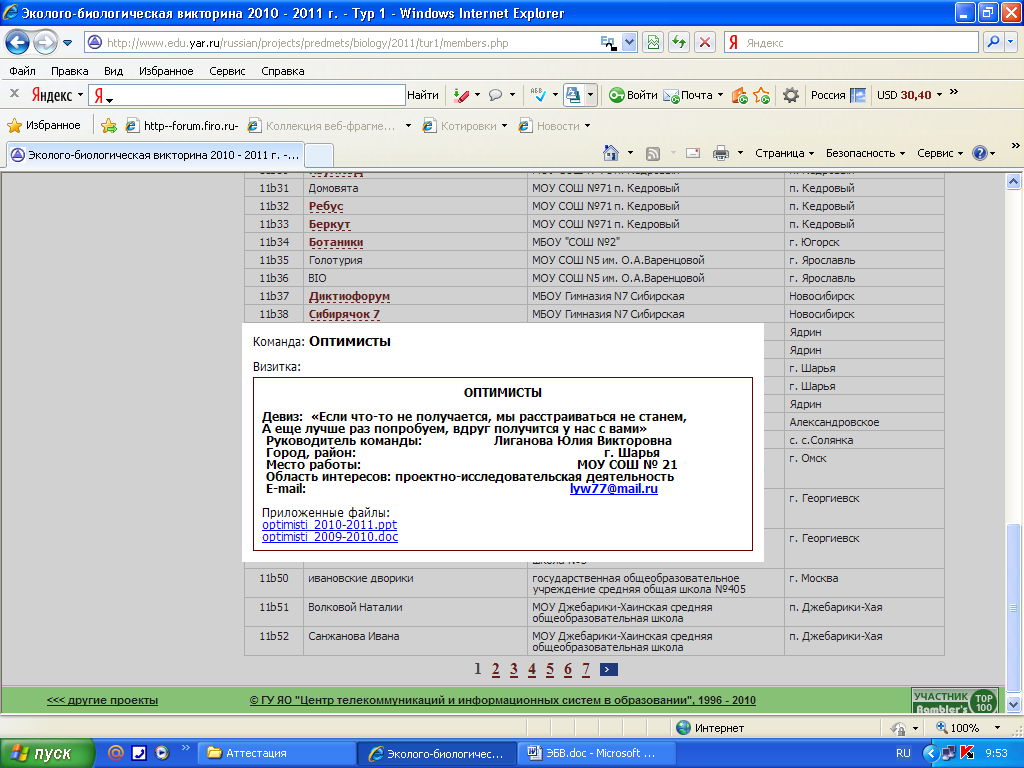 Эколого-биологическая викторина 2010 - 2011 г. - Тур 1 - Windows Internet Explorer
http://www.edu.yar.ru/russian/projects/predmets/biology/2011/tur1/members.php
Яндекс
Файл Правка Вид Избранное Сервис Справка
Яндекс Я Найти Войти Почта Россия USD 30,40 »
Избранное http--forum.firo.ru- Коллекция веб-фрагме... Котировки Новости
Эколого-биологическая викторина 2010 - 2011 г. -... Страница Безопасность Сервис »
11b31 Домовята МОУ СОШ №71 п. Кедровый п. Кедровый
11b32 Ребус МОУ СОШ №71 п. Кедровый п. Кедровый
11b33 Беркут МОУ СОШ №71 п. Кедровый п. Кедровый
11b34 Ботаники МБОУ "СОШ №2" г. Югорск
11b35 Голотурия МОУ СОШ N5 им. О.А.Варенцовой г. Ярославль
11b36 BIO МОУ СОШ N5 им. О.А.Варенцовой г. Ярославль
11b37 Диктиофорум МБОУ Гимназия N7 Сибирская Новосибирск
11b38 Сибирячок 7 МБОУ Гимназия N7 Сибирская Новосибирск
Ядрин
Ядрин
г. Шарья
г. Шарья
Ядрин
Александровское
с. с.Солянка
г. Омск
г. Георгиевск
г. Георгиевск
Команда: Оптимисты
Визитка:
ОПТИМИСТЫ
Девиз: «Если что-то не получается, мы расстраиваться не станем,
А еще лучше раз попробуем, вдруг получится у нас с вами»
Руководитель команды: Лиганова Юлия Викторовна
Город, район: г. Шарья
Место работы: МОУ СОШ № 21
Область интересов: проектно-исследовательская деятельность
E-mail: lyw77@mail.ru
Приложенные файлы:
optimisti_2010-2011.ppt
optimisti_2009-2010.doc
11b50 ивановские дворики государственная общеобразовательное г. Москва
учреждение средняя общая школа №405
11b51 Волковой Наталии МОУ Джебарики-Хаинская средняя п. Джебарики-Хая
общеобразовательная школа
11b52 Санжанова Ивана МОУ Джебарики-Хаинская средняя п. Джебарики-Хая
общеобразовательная школа
1 2 3 4 5 6 7 >
<<< другие проекты © ГУ ЯО "Центр телекоммуникаций и информационных систем в образовании", 1996 - 2010
УЧАСТНИК TOP
Rambler's 100
Интернет 100%
пуск » Аттестация Эколого-биологичес... ЭБВ.doc - Microsoft ... RU 9:53